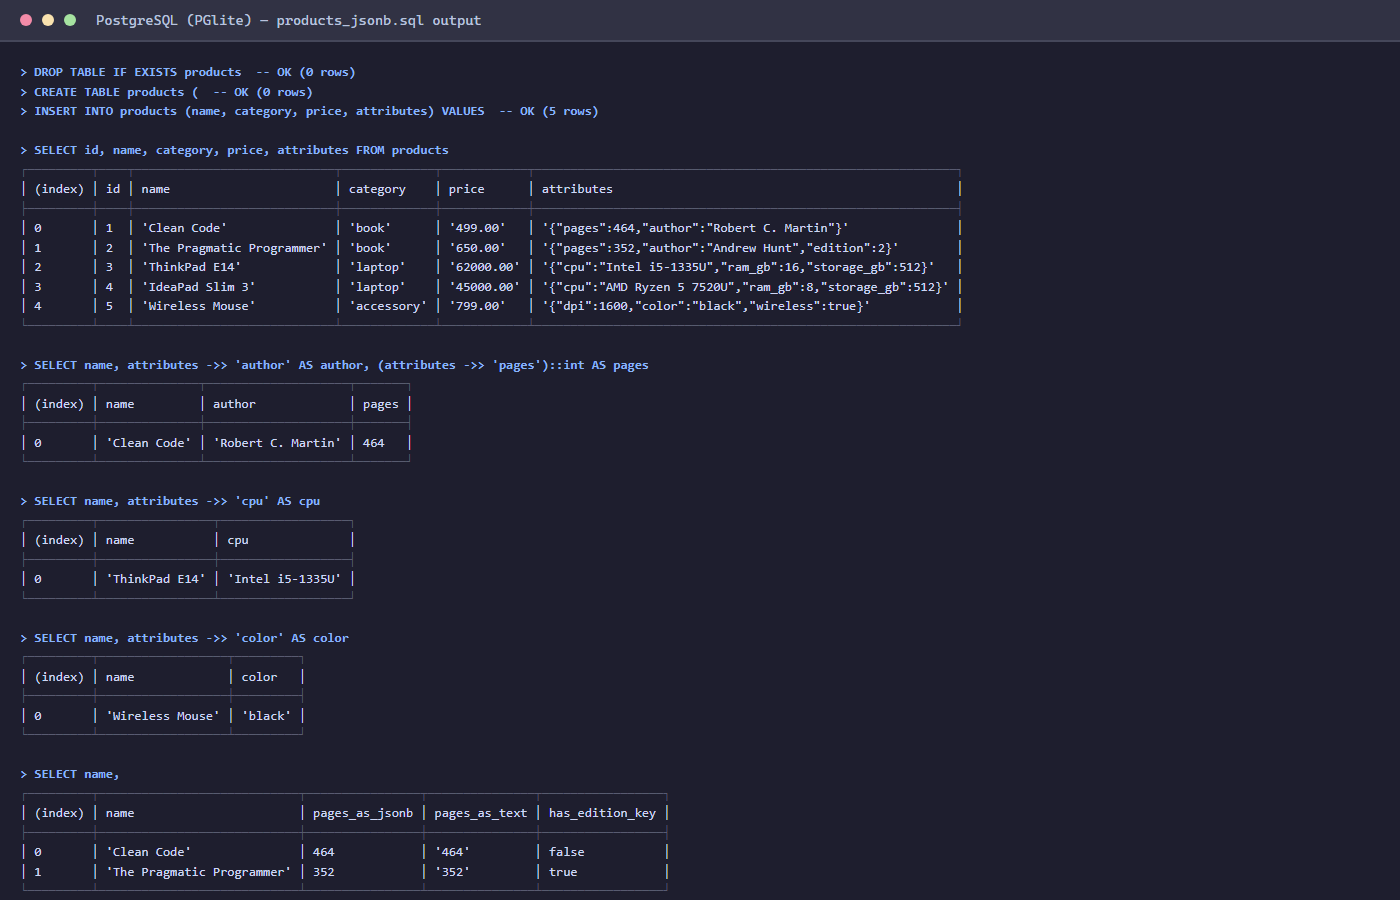 PostgreSQL (PGlite) — products_jsonb.sql output
> DROP TABLE IF EXISTS products  -- OK (0 rows)
> CREATE TABLE products (  -- OK (0 rows)
> INSERT INTO products (name, category, price, attributes) VALUES  -- OK (5 rows)
> SELECT id, name, category, price, attributes FROM products
(index) │ id │ name │ category │ price │ attributes
0 │ 1 │ 'Clean Code' │ 'book' │ '499.00' │ '{"pages":464,"author":"Robert C. Martin"}'
1 │ 2 │ 'The Pragmatic Programmer' │ 'book' │ '650.00' │ '{"pages":352,"author":"Andrew Hunt","edition":2}'
2 │ 3 │ 'ThinkPad E14' │ 'laptop' │ '62000.00' │ '{"cpu":"Intel i5-1335U","ram_gb":16,"storage_gb":512}'
3 │ 4 │ 'IdeaPad Slim 3' │ 'laptop' │ '45000.00' │ '{"cpu":"AMD Ryzen 5 7520U","ram_gb":8,"storage_gb":512}'
4 │ 5 │ 'Wireless Mouse' │ 'accessory' │ '799.00' │ '{"dpi":1600,"color":"black","wireless":true}'
> SELECT name, attributes ->> 'author' AS author, (attributes ->> 'pages')::int AS pages
(index) │ name │ author │ pages
0 │ 'Clean Code' │ 'Robert C. Martin' │ 464
> SELECT name, attributes ->> 'cpu' AS cpu
(index) │ name │ cpu
0 │ 'ThinkPad E14' │ 'Intel i5-1335U'
> SELECT name, attributes ->> 'color' AS color
(index) │ name │ color
0 │ 'Wireless Mouse' │ 'black'
> SELECT name,
(index) │ name │ pages_as_jsonb │ pages_as_text │ has_edition_key
0 │ 'Clean Code' │ 464 │ '464' │ false
1 │ 'The Pragmatic Programmer' │ 352 │ '352' │ true